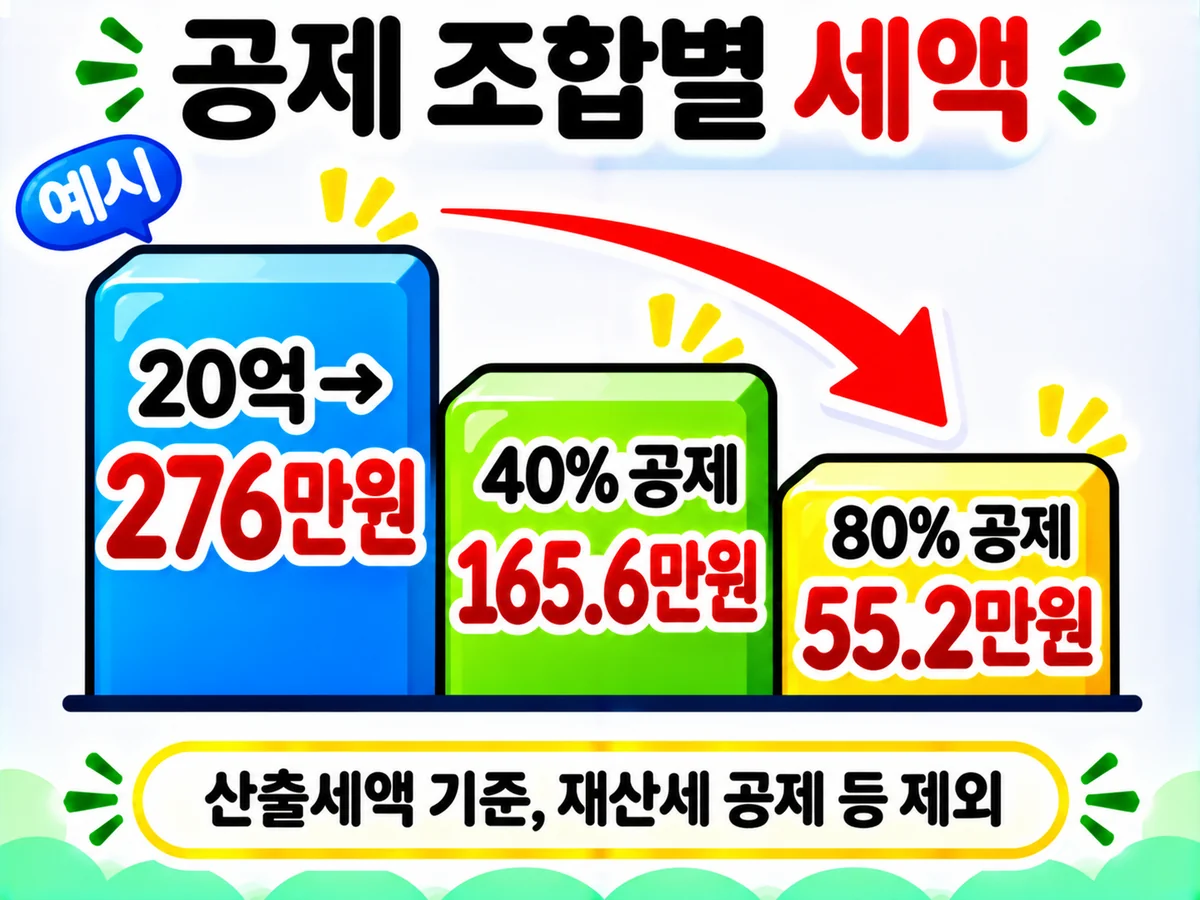 공제 조합별 세액
예시
20억→
276만원
40% 공제
165.6만원
80% 공제
55.2만원
산출세액 기준, 재산세 공제 등 제외